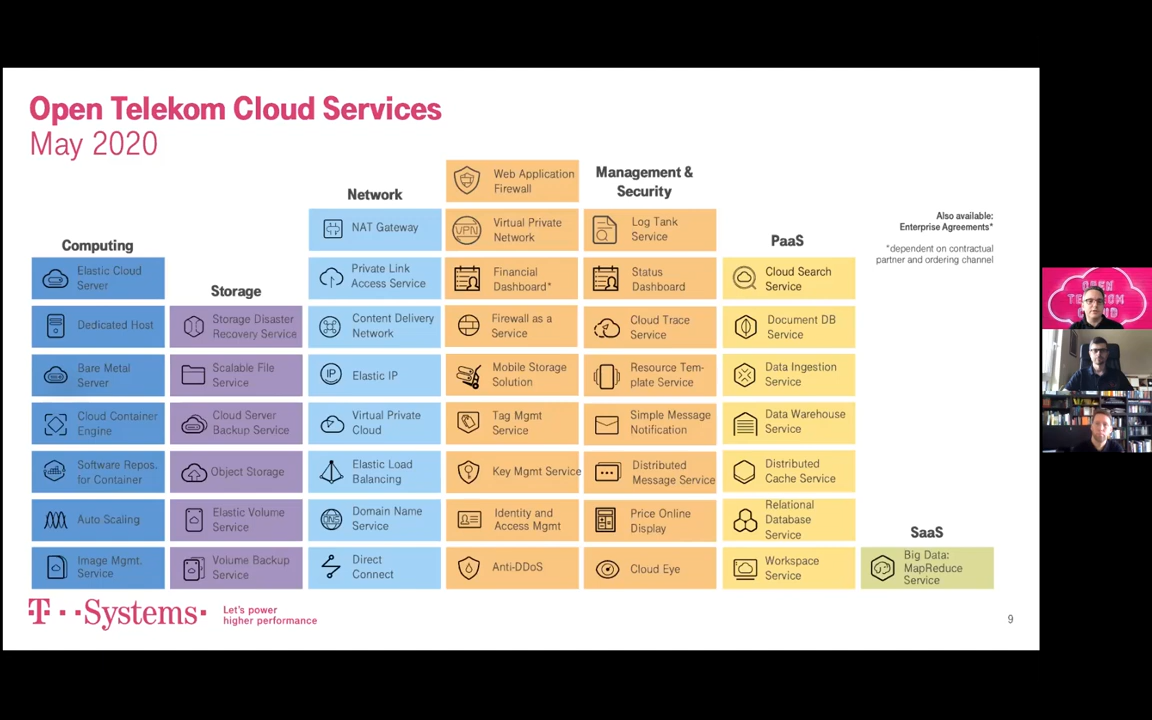 Open Telekom Cloud Services
May 2020
Computing
Elastic Cloud
Server
Dedicated Host
Bare Metal
Server
Cloud Container
Engine
Software Repos.
for Container
Auto Scaling
Image Mgmt.
Service
Storage
Storage Disaster
Recovery Service
Scalable File
Service
Cloud Server
Backup Service
Object Storage
Elastic Volume
Service
Volume Backup
Service
Network
NAT Gateway
Private Link
Access Service
Content Delivery
Network
IP
Elastic IP
Virtual Private
Cloud
Elastic Load
Balancing
DNS
Domain Name
Service
Direct
Connect
Management &
Security
Web Application
Firewall
VPN
Virtual Private
Network
Financial
Dashboard*
Firewall as a
Service
Mobile Storage
Solution
Tag Mgmt
Service
Key Mgmt Service
Identity and
Access Mgmt
Anti-DDoS
Log Tank
Service
Status
Dashboard
Cloud Trace
Service
Resource Tem-
plate Service
Simple Message
Notification
Distributed
Message Service
Price Online
Display
Cloud Eye
PaaS
Cloud Search
Service
Document DB
Service
Data Ingestion
Service
Data Warehouse
Service
Distributed
Cache Service
Relational
Database
Service
Workspace
Service
Also available:
Enterprise Agreements*
*dependent on contractual
partner and ordering channel
SaaS
Big Data:
MapReduce
Service
T··Systems·
Let's power
higher performance
9
OPEN
TELEKOM
CLOUD